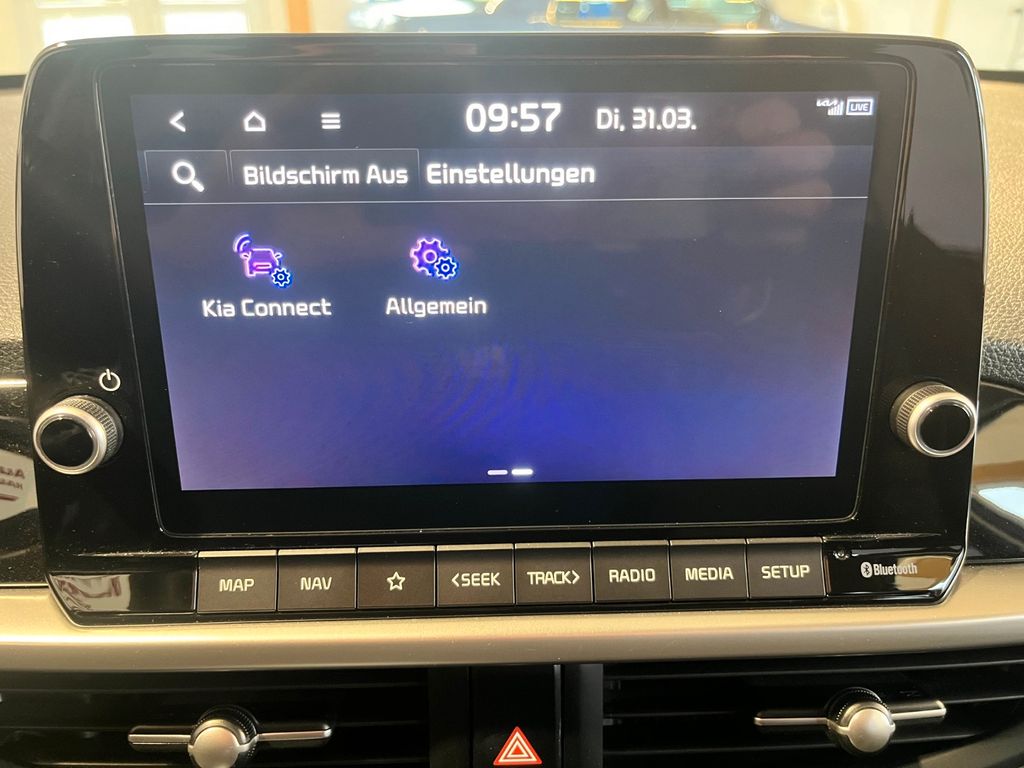 09:57 Di, 31.03. KIA LIVE
Bildschirm Aus Einstellungen
Kia Connect Allgemein
MAP NAV <SEEK TRACK> RADIO MEDIA SETUP Bluetooth